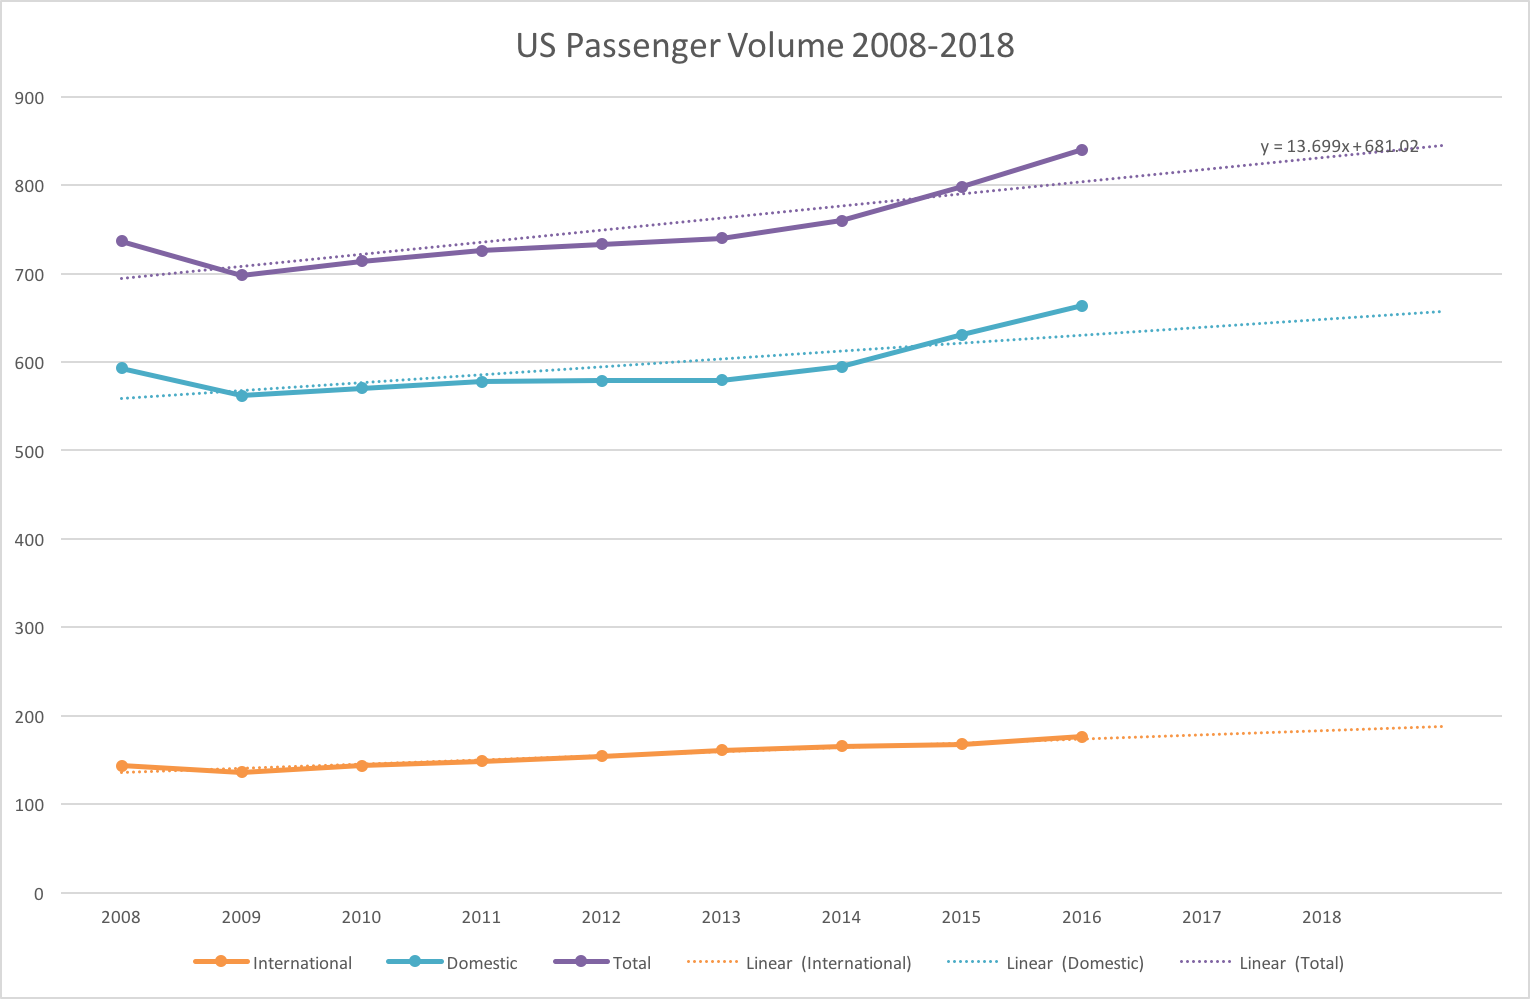 US Passenger Volume 2008-2018
900
y = 13.699x + 681.02
800
700
600
500
400
300
200
100
0
2008 2009 2010 2011 2012 2013 2014 2015 2016 2017 2018
International Domestic Total Linear (International) Linear (Domestic) Linear (Total)